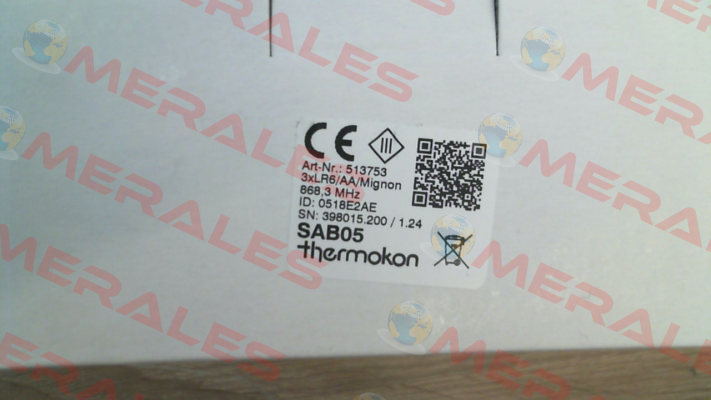 MERALES
MERALES
MERALES
CE
III
Art-Nr.: 513753
3xLR6/AA/Mignon
868,3 MHz
ID: 0518E2AE
SN: 398015.200 / 1.24
SAB05
thermokon
MERALES
MERALES
MERALES